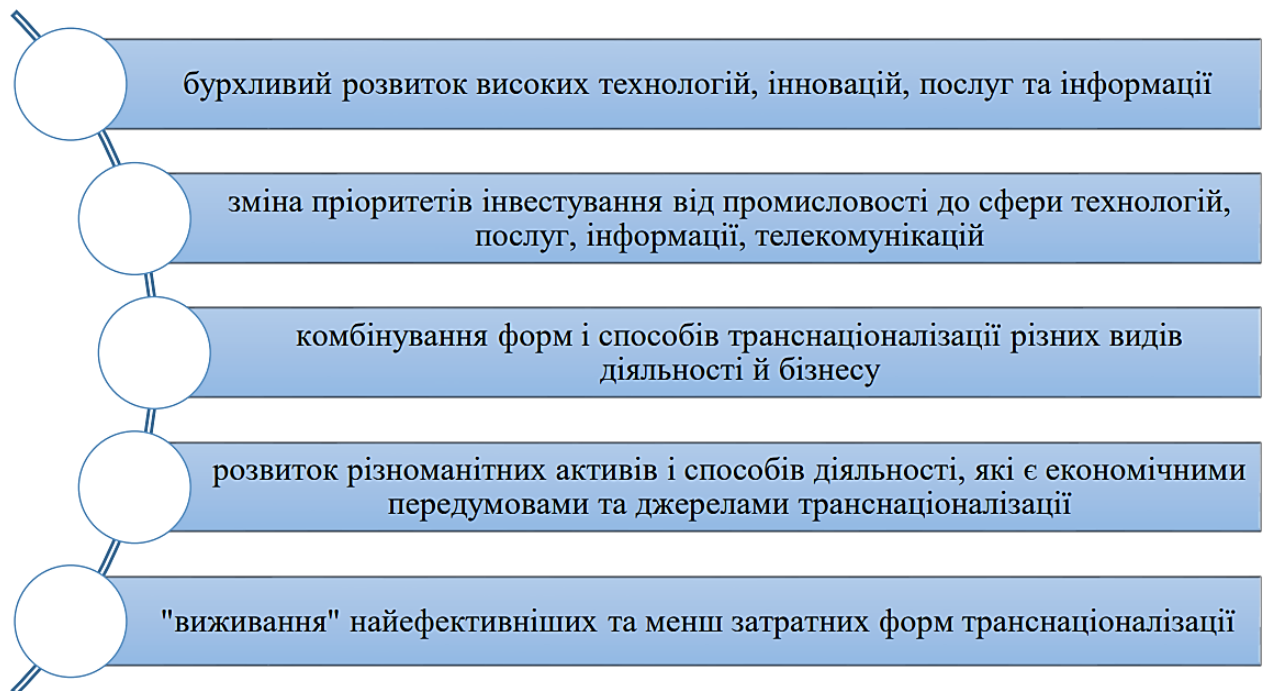 бурхливий розвиток високих технологій, інновацій, послуг та інформації
зміна пріоритетів інвестування від промисловості до сфери технологій,
послуг, інформації, телекомунікацій
комбінування форм і способів транснаціоналізації різних видів
діяльності й бізнесу
розвиток різноманітних активів і способів діяльності, які є економічними
передумовами та джерелами транснаціоналізації
"виживання" найефективніших та менш затратних форм транснаціоналізації